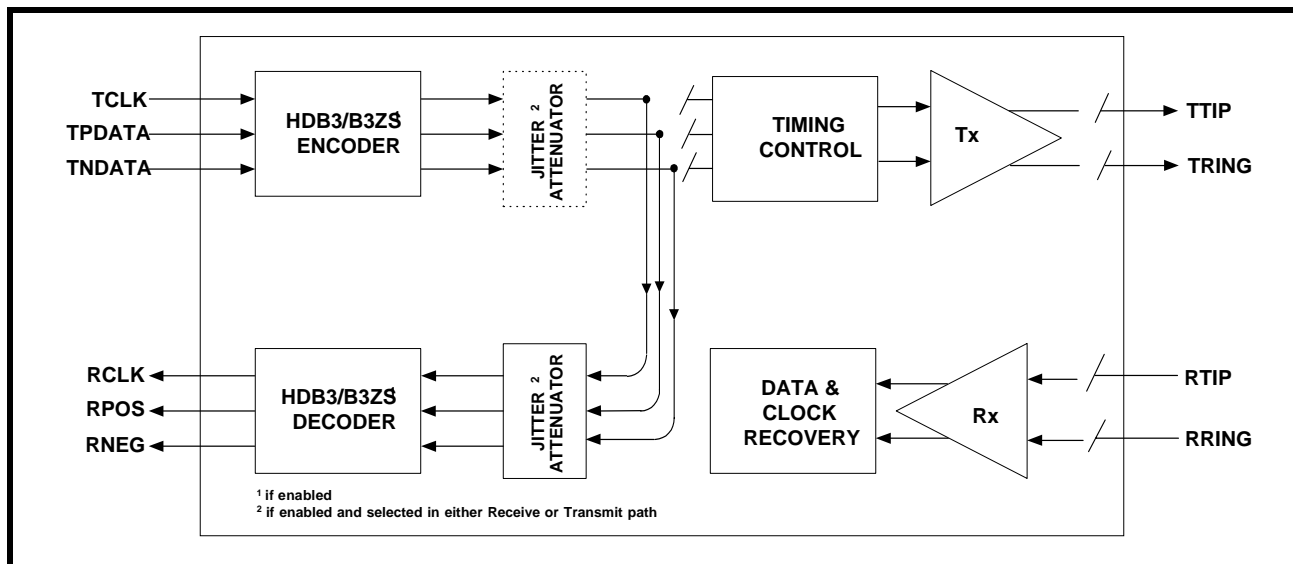 TCLK
TPDATA
TNDATA
HDB3/B3ZS1
ENCODER
JITTER 2
ATTENUATOR
TIMING
CONTROL
Tx
TTIP
TRING
RCLK
RPOS
RNEG
HDB3/B3ZS1
DECODER
JITTER 2
ATTENUATOR
DATA &
CLOCK
RECOVERY
Rx
RTIP
RRING
1 if enabled
2 if enabled and selected in either Receive or Transmit path